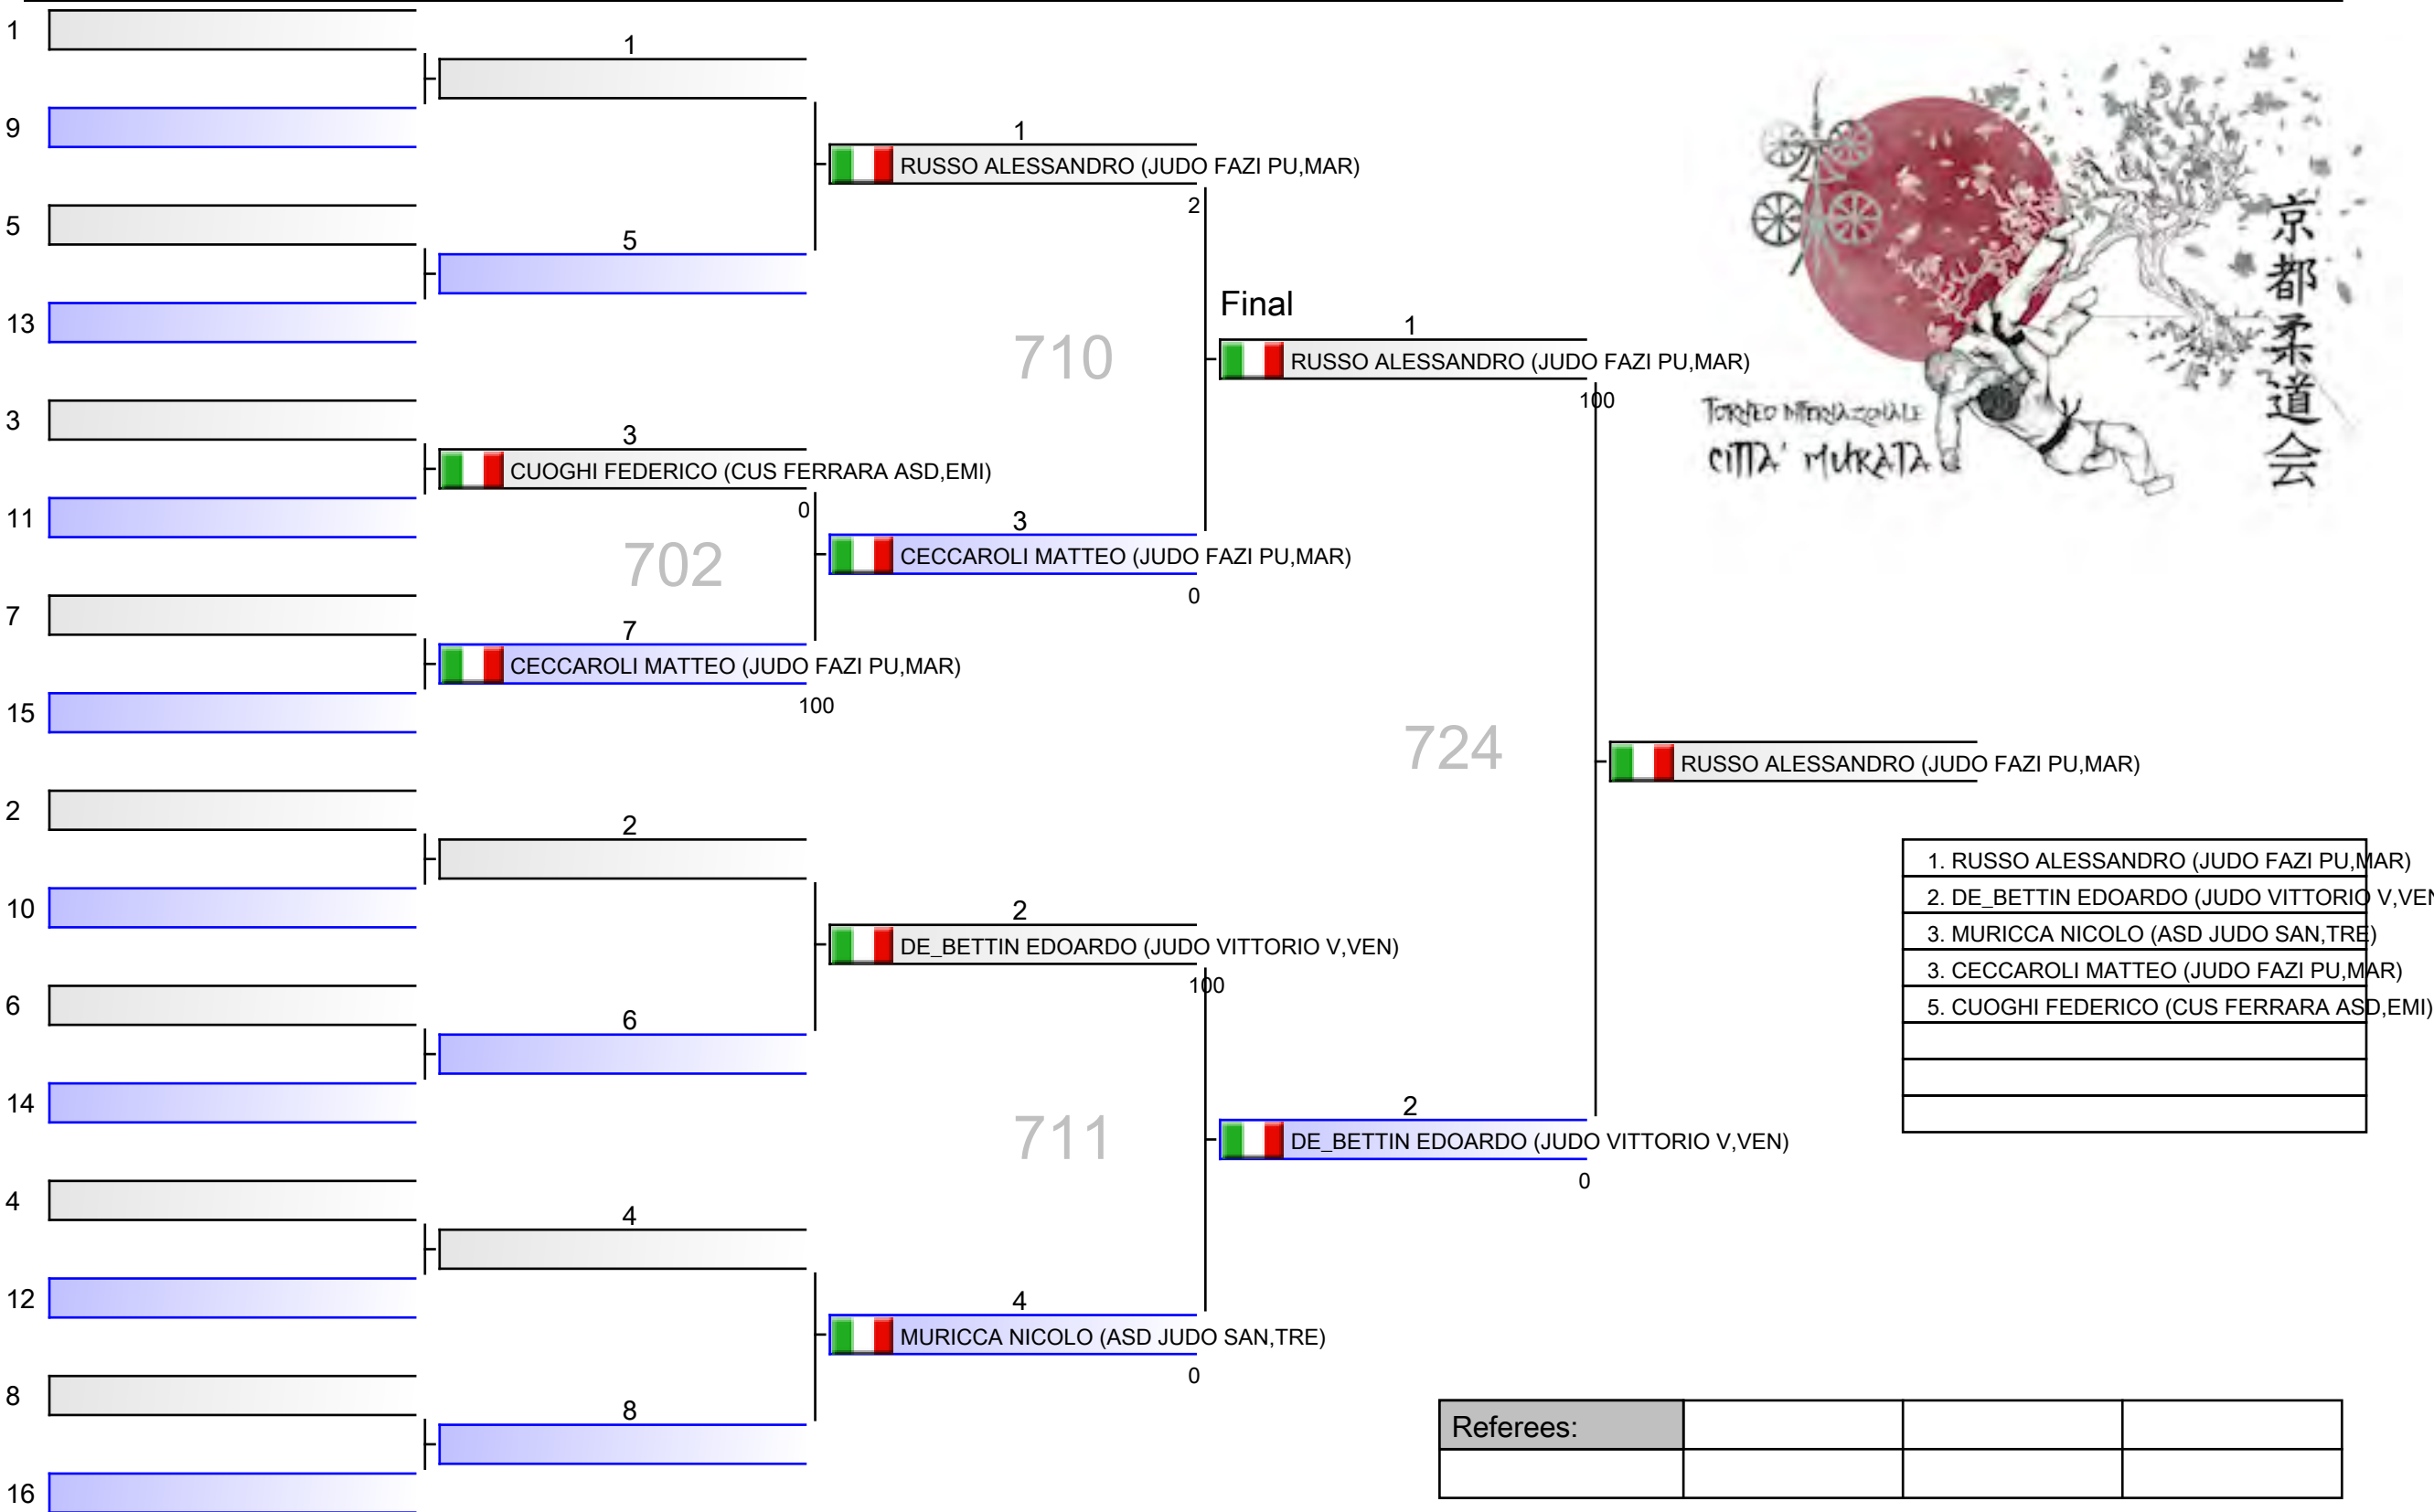 1
1
9
1
RUSSO ALESSANDRO (JUDO FAZI PU,MAR)
2
5
5
13
710
Final
1
RUSSO ALESSANDRO (JUDO FAZI PU,MAR)
100
3
3
CUOGHI FEDERICO (CUS FERRARA ASD,EMI)
0
11
702
3
CECCAROLI MATTEO (JUDO FAZI PU,MAR)
0
7
7
CECCAROLI MATTEO (JUDO FAZI PU,MAR)
100
15
724
RUSSO ALESSANDRO (JUDO FAZI PU,MAR)
2
2
10
2
DE_BETTIN EDOARDO (JUDO VITTORIO V,VEN)
100
6
6
14
711
2
DE_BETTIN EDOARDO (JUDO VITTORIO V,VEN)
0
4
4
12
4
MURICCA NICOLO (ASD JUDO SAN,TRE)
0
8
8
16
TORNEO INTERNAZIONALE
CITTA' MURATA
京都柔道会
1. RUSSO ALESSANDRO (JUDO FAZI PU,MAR)
2. DE_BETTIN EDOARDO (JUDO VITTORIO V,VEN
3. MURICCA NICOLO (ASD JUDO SAN,TRE)
3. CECCAROLI MATTEO (JUDO FAZI PU,MAR)
5. CUOGHI FEDERICO (CUS FERRARA ASD,EMI)
Referees: